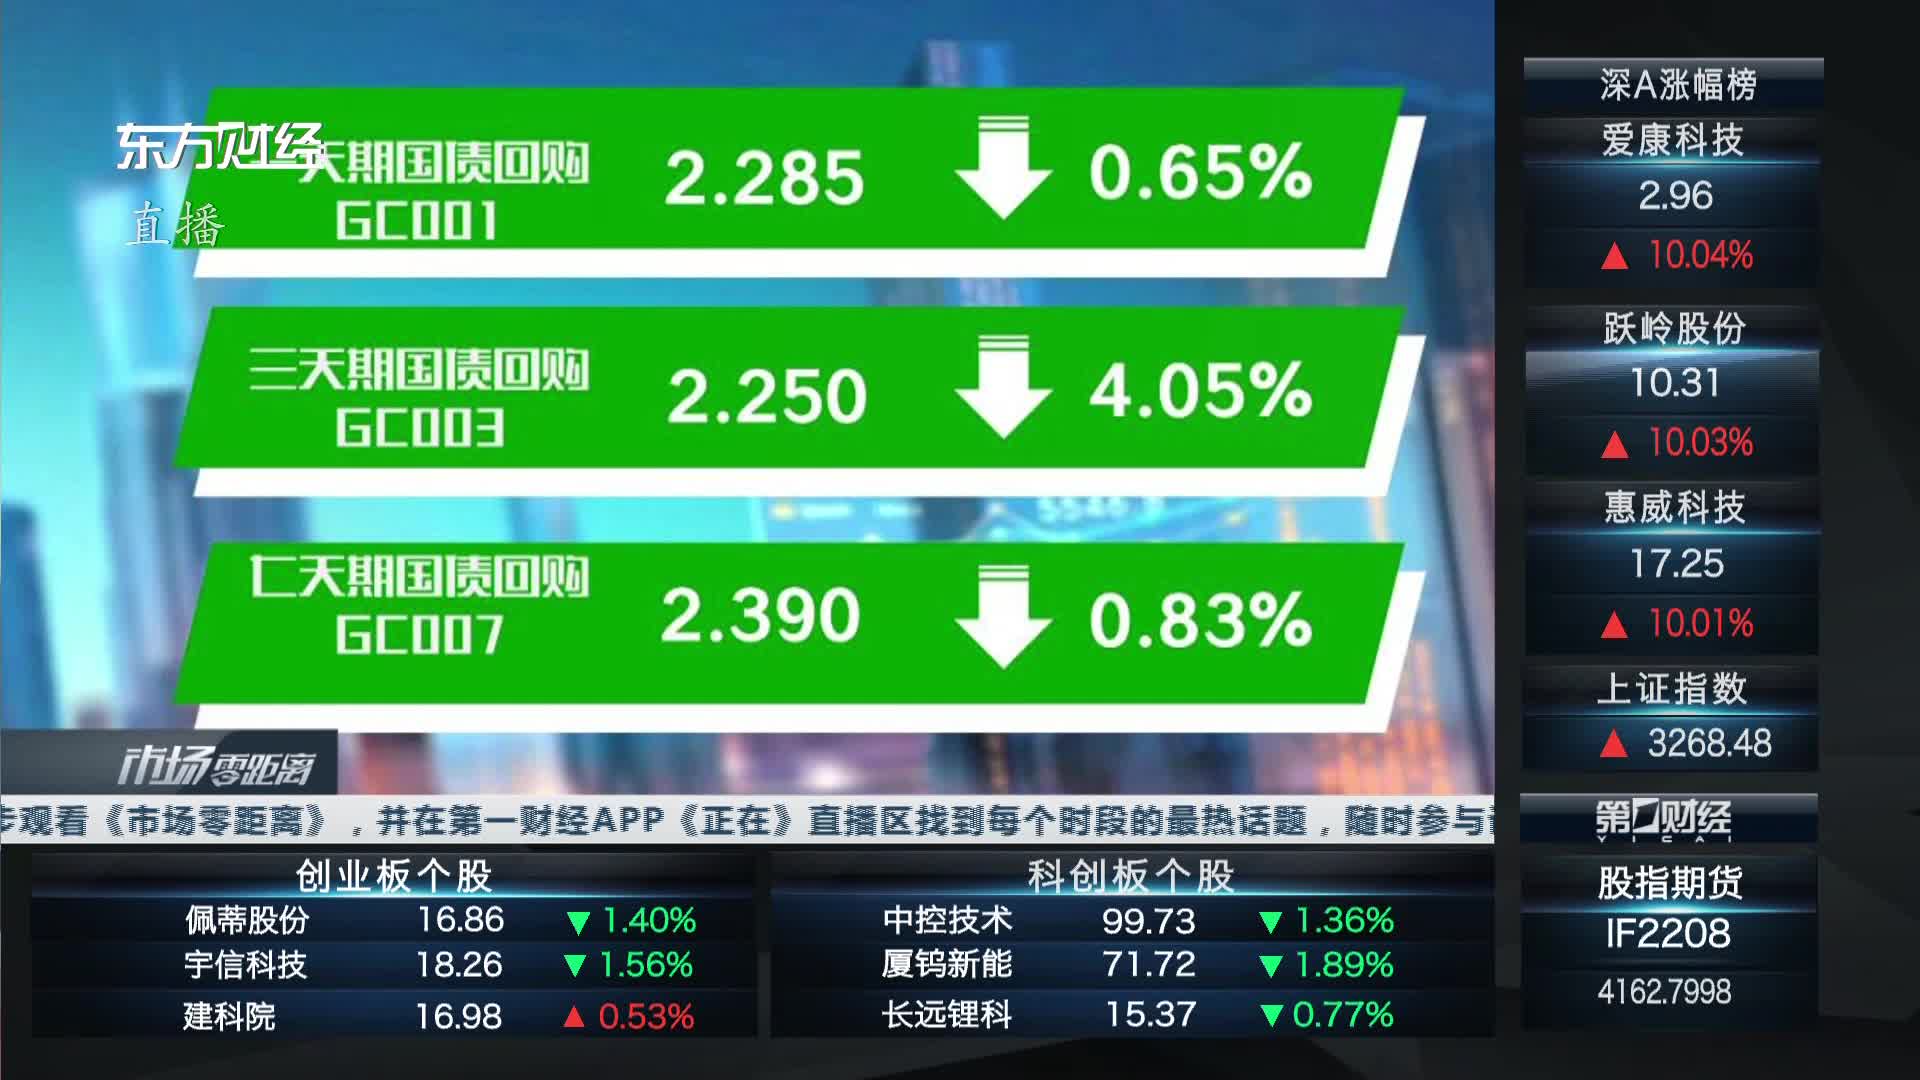 东方财经
直播
天期国债回购
GC001
2.285
0.65%
三天期国债回购
GC003
2.250
4.05%
七天期国债回购
GC007
2.390
0.83%
市场零距离
步观看《市场零距离》，并在第一财经APP《正在》直播区找到每个时段的最热话题，随时参与
创业板个股
佩蒂股份 16.86 ▼ 1.40%
宇信科技 18.26 ▼ 1.56%
建科院 16.98 ▲ 0.53%
科创板个股
中控技术 99.73 ▼ 1.36%
厦钨新能 71.72 ▼ 1.89%
长远锂科 15.37 ▼ 0.77%
深A涨幅榜
爱康科技
2.96
▲ 10.04%
跃岭股份
10.31
▲ 10.03%
惠威科技
17.25
▲ 10.01%
上证指数
▲ 3268.48
第一财经
YICAI
股指期货
IF2208
4162.7998